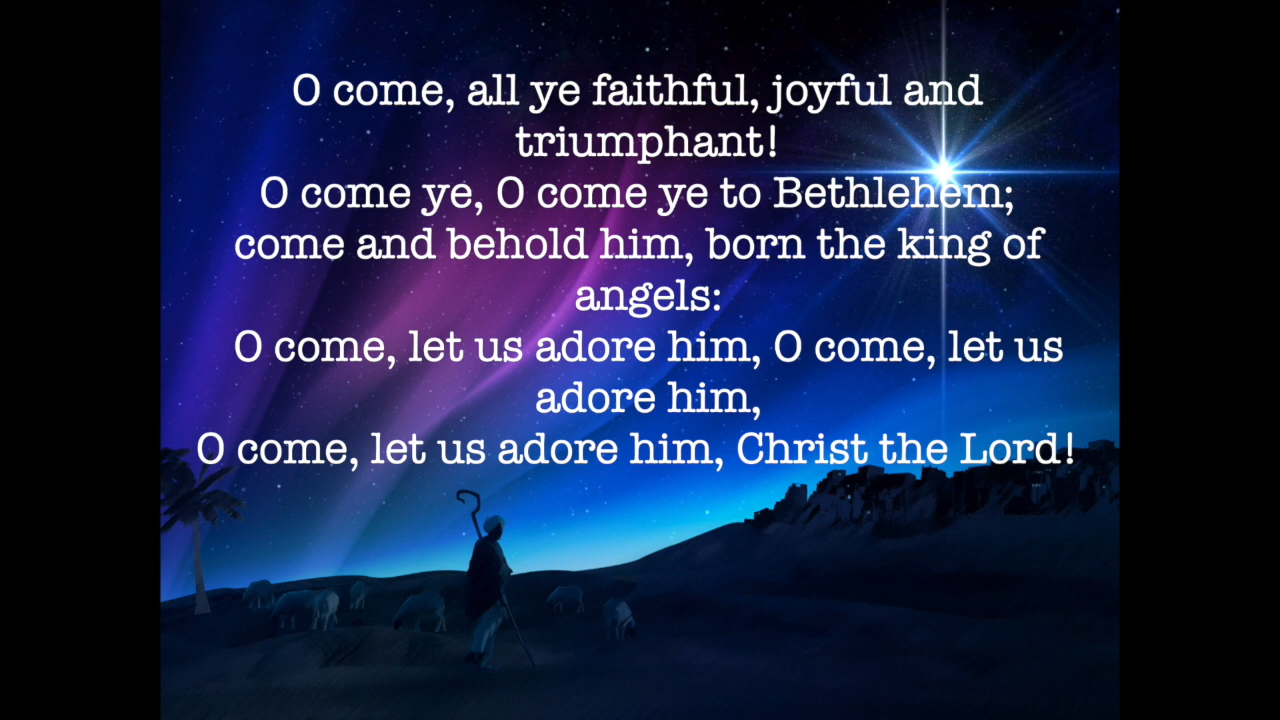 O come, all ye faithful, joyful and
triumphant!
O come ye, O come ye to Bethlehem;
come and behold him, born the king of
angels:
O come, let us adore him, O come, let us
adore him,
O come, let us adore him, Christ the Lord!